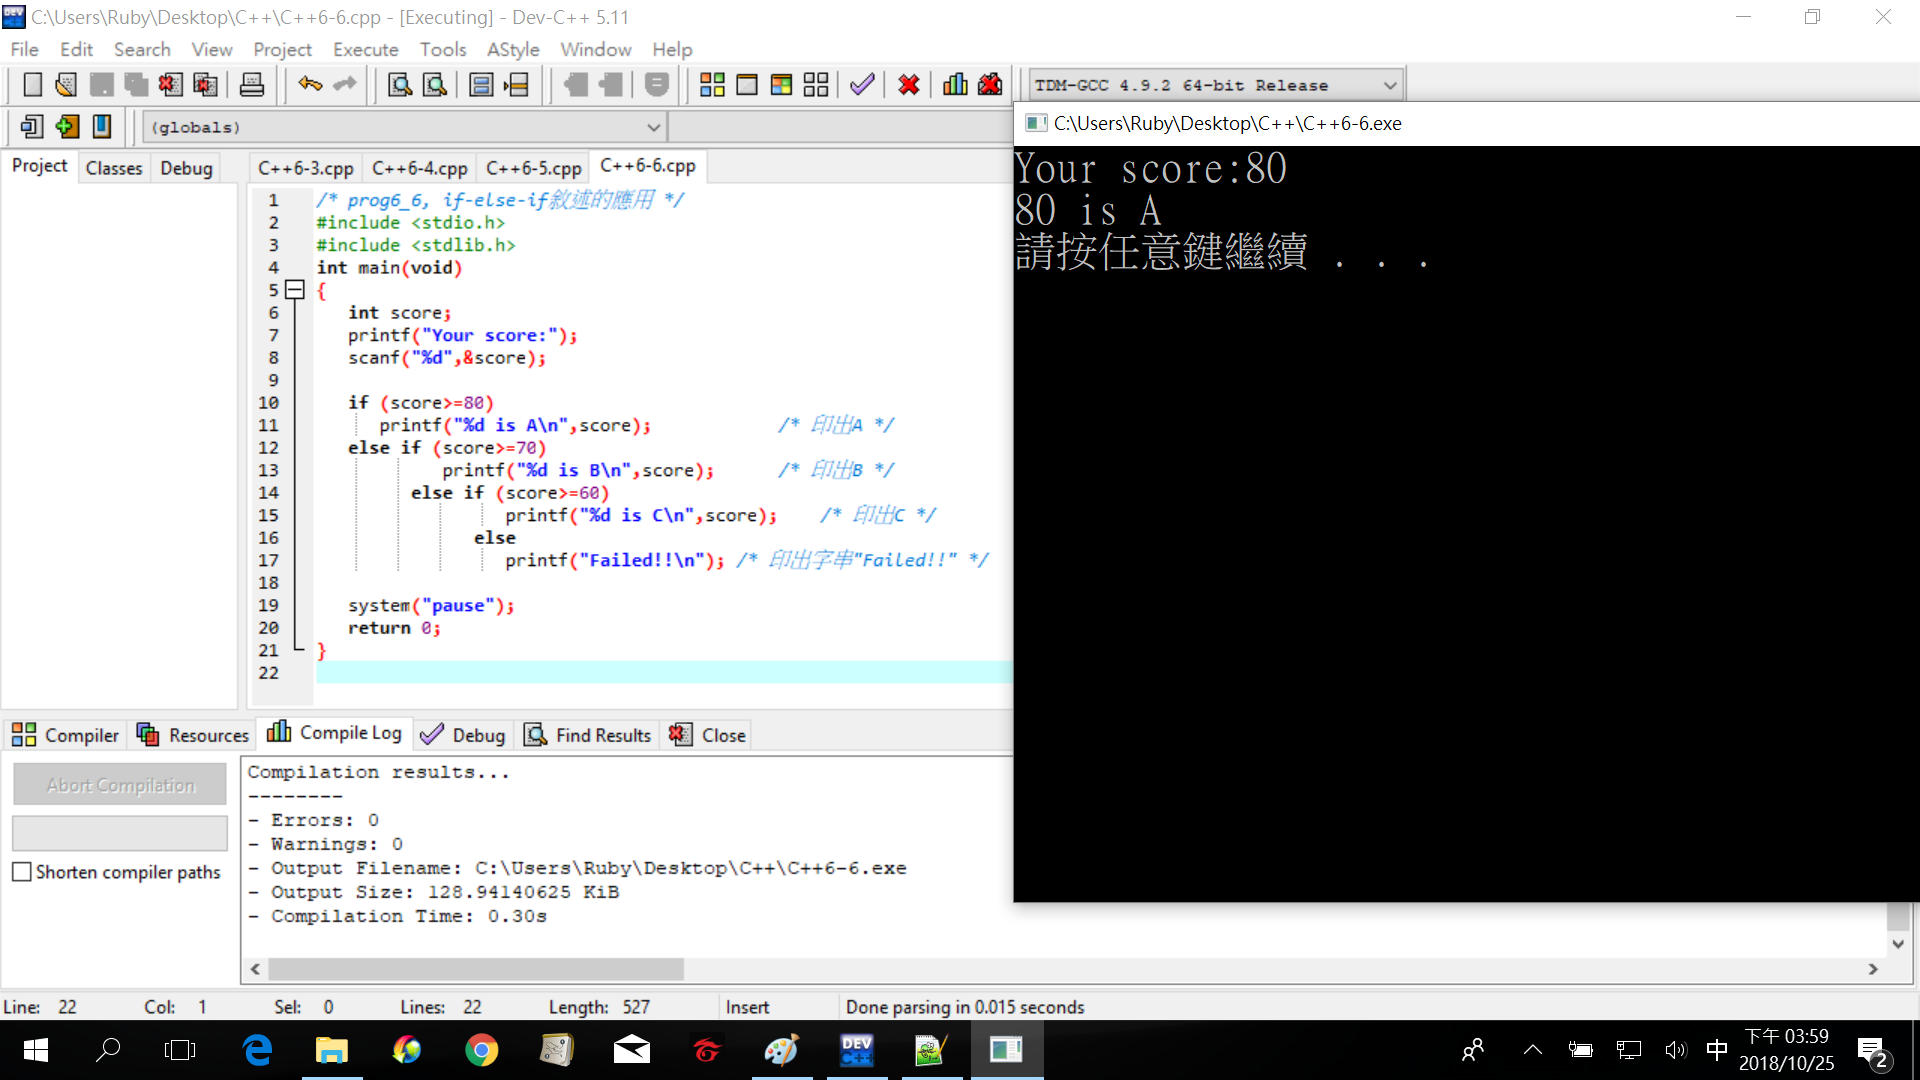 C:\Users\Ruby\Desktop\C++\C++6-6.cpp - [Executing] - Dev-C++ 5.11
File Edit Search View Project Execute Tools AStyle Window Help
TDM-GCC 4.9.2 64-bit Release
(globals)
Project Classes Debug
C++6-3.cpp C++6-4.cpp C++6-5.cpp C++6-6.cpp
1 /* prog6_6, if-else-if敘述的應用 */
2 #include <stdio.h>
3 #include <stdlib.h>
4 int main(void)
5 {
6 int score;
7 printf("Your score:");
8 scanf("%d",&score);
9
10 if (score>=80)
11 printf("%d is A\n",score); /* 印出A */
12 else if (score>=70)
13 printf("%d is B\n",score); /* 印出B */
14 else if (score>=60)
15 printf("%d is C\n",score); /* 印出C */
16 else
17 printf("Failed!!\n"); /* 印出字串"Failed!!" */
18
19 system("pause");
20 return 0;
21 }
22
C:\Users\Ruby\Desktop\C++\C++6-6.exe
Your score:80
80 is A
請按任意鍵繼續 . . .
Compiler Resources Compile Log Debug Find Results Close
Abort Compilation
Shorten compiler paths
Compilation results...
--------
- Errors: 0
- Warnings: 0
- Output Filename: C:\Users\Ruby\Desktop\C++\C++6-6.exe
- Output Size: 128.94140625 KiB
- Compilation Time: 0.30s
Line: 22 Col: 1 Sel: 0 Lines: 22 Length: 527 Insert Done parsing in 0.015 seconds
DEV C++
中
下午 03:59
2018/10/25
2